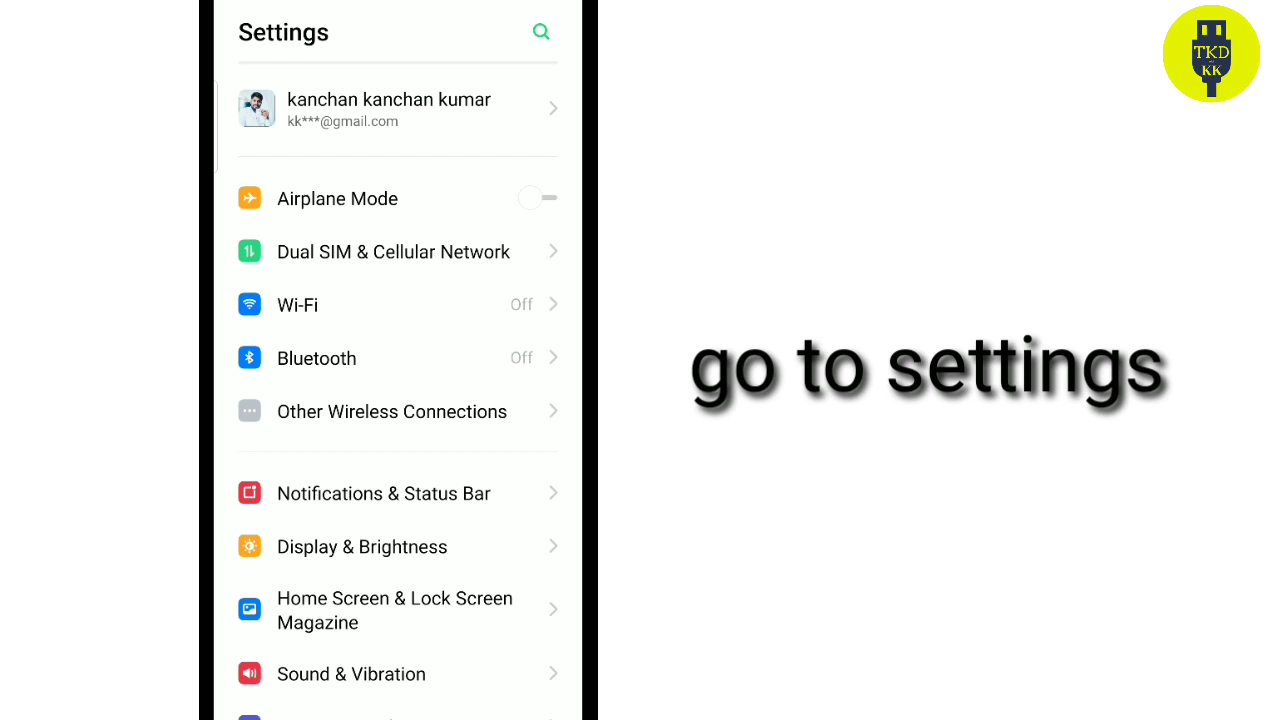 Settings
kanchan kanchan kumar
kk***@gmail.com
Airplane Mode
Dual SIM & Cellular Network
Wi-Fi Off
Bluetooth Off
Other Wireless Connections
Notifications & Status Bar
Display & Brightness
Home Screen & Lock Screen
Magazine
Sound & Vibration
go to settings
TKD
KK